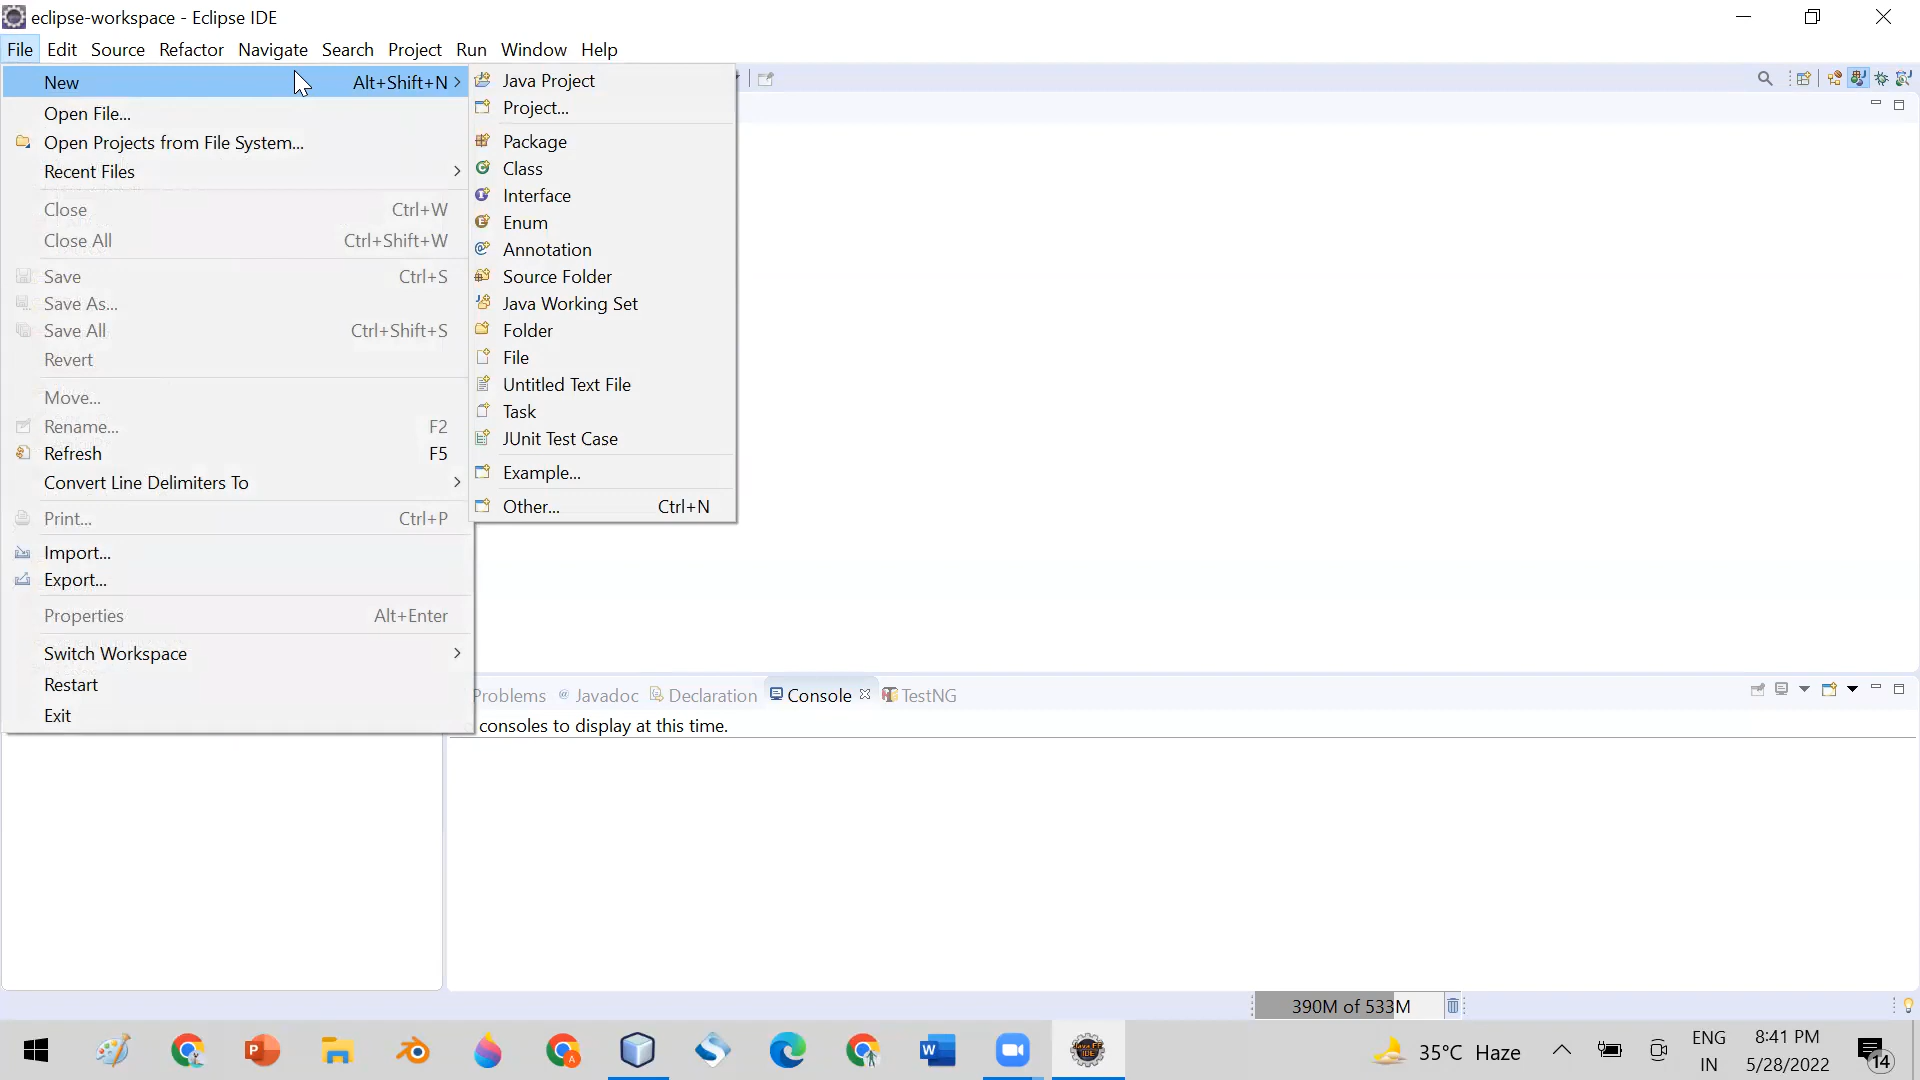 eclipse-workspace - Eclipse IDE
File Edit Source Refactor Navigate Search Project Run Window Help
New Alt+Shift+N
Open File...
Open Projects from File System...
Recent Files
Close Ctrl+W
Close All Ctrl+Shift+W
Save Ctrl+S
Save As...
Save All Ctrl+Shift+S
Revert
Move...
Rename... F2
Refresh F5
Convert Line Delimiters To
Print... Ctrl+P
Import...
Export...
Properties Alt+Enter
Switch Workspace
Restart
Exit
Java Project
Project...
Package
Class
Interface
Enum
Annotation
Source Folder
Java Working Set
Folder
File
Untitled Text File
Task
JUnit Test Case
Example...
Other... Ctrl+N
Problems @ Javadoc Declaration Console TestNG
consoles to display at this time.
390M of 533M
35°C Haze
ENG
IN
8:41 PM
5/28/2022
14